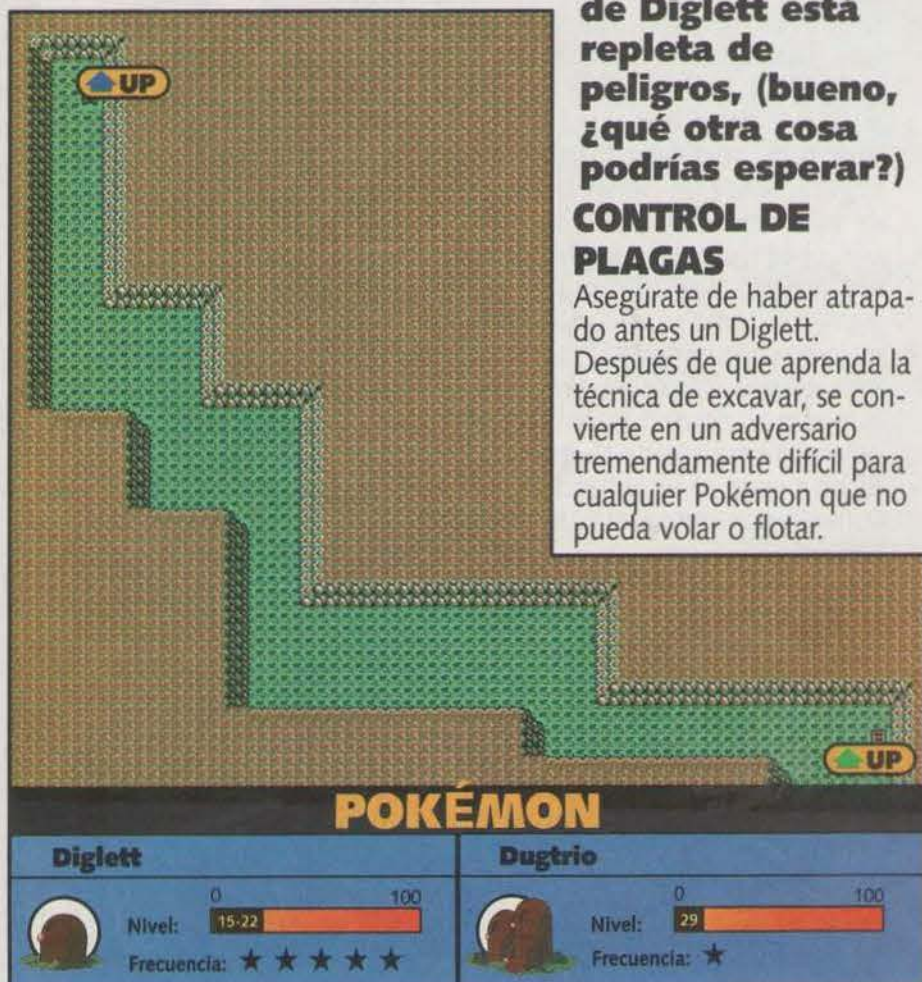 de Diglett está
repleta de
peligros, (bueno,
¿qué otra cosa
podrías esperar?)
CONTROL DE
PLAGAS
Asegúrate de haber atrapa-
do antes un Diglett.
Después de que aprenda la
técnica de excavar, se con-
vierte en un adversario
tremendamente difícil para
cualquier Pokémon que no
pueda volar o flotar.
UP
UP
POKÉMON
Diglett
0 100
Nivel: 15-22
Frecuencia: ★ ★ ★ ★ ★
Dugtrio
0 100
Nivel: 29
Frecuencia: ★